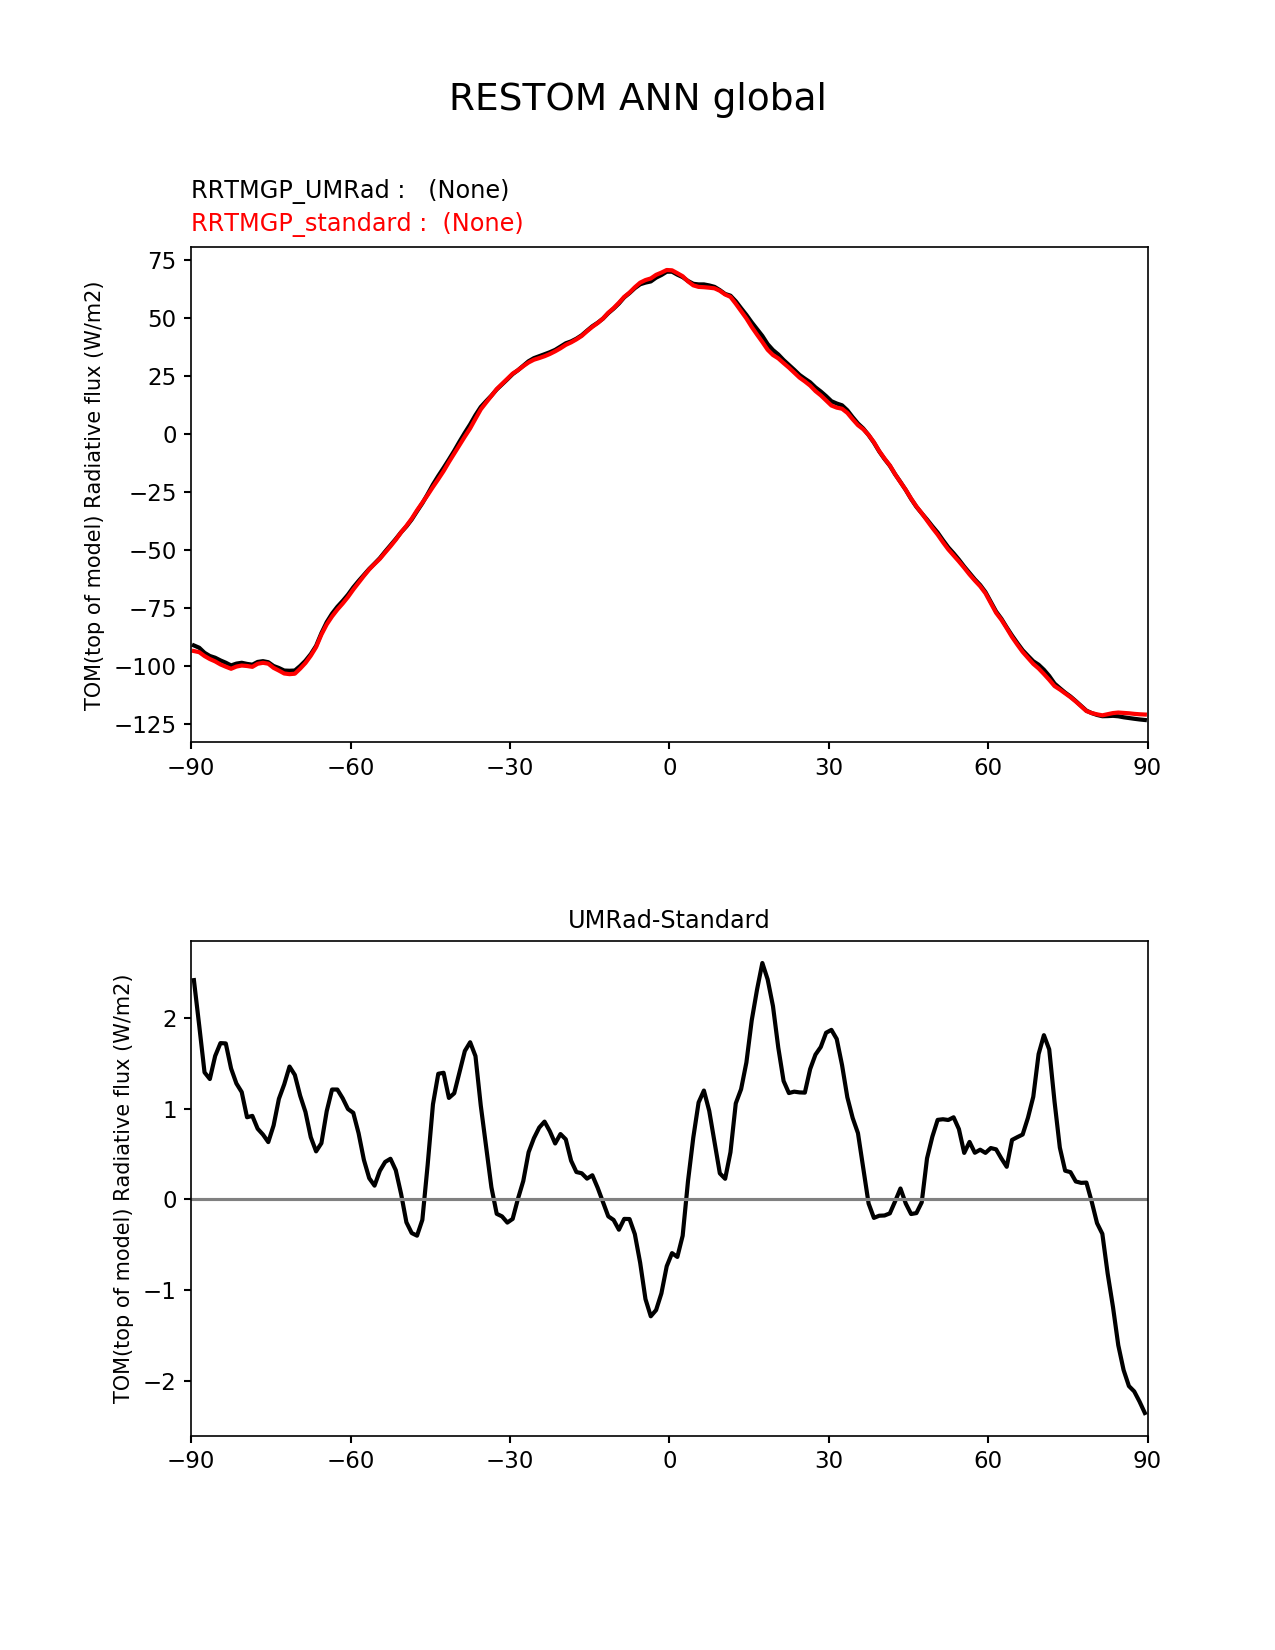 RESTOM ANN global
RRTMGP_UMRad :   (None)
RRTMGP_standard :  (None)
TOM(top of model) Radiative flux (W/m2)
75
50
25
0
−25
−50
−75
−100
−125
−90 −60 −30 0 30 60 90
UMRad-Standard
TOM(top of model) Radiative flux (W/m2)
2
1
0
−1
−2
−90 −60 −30 0 30 60 90